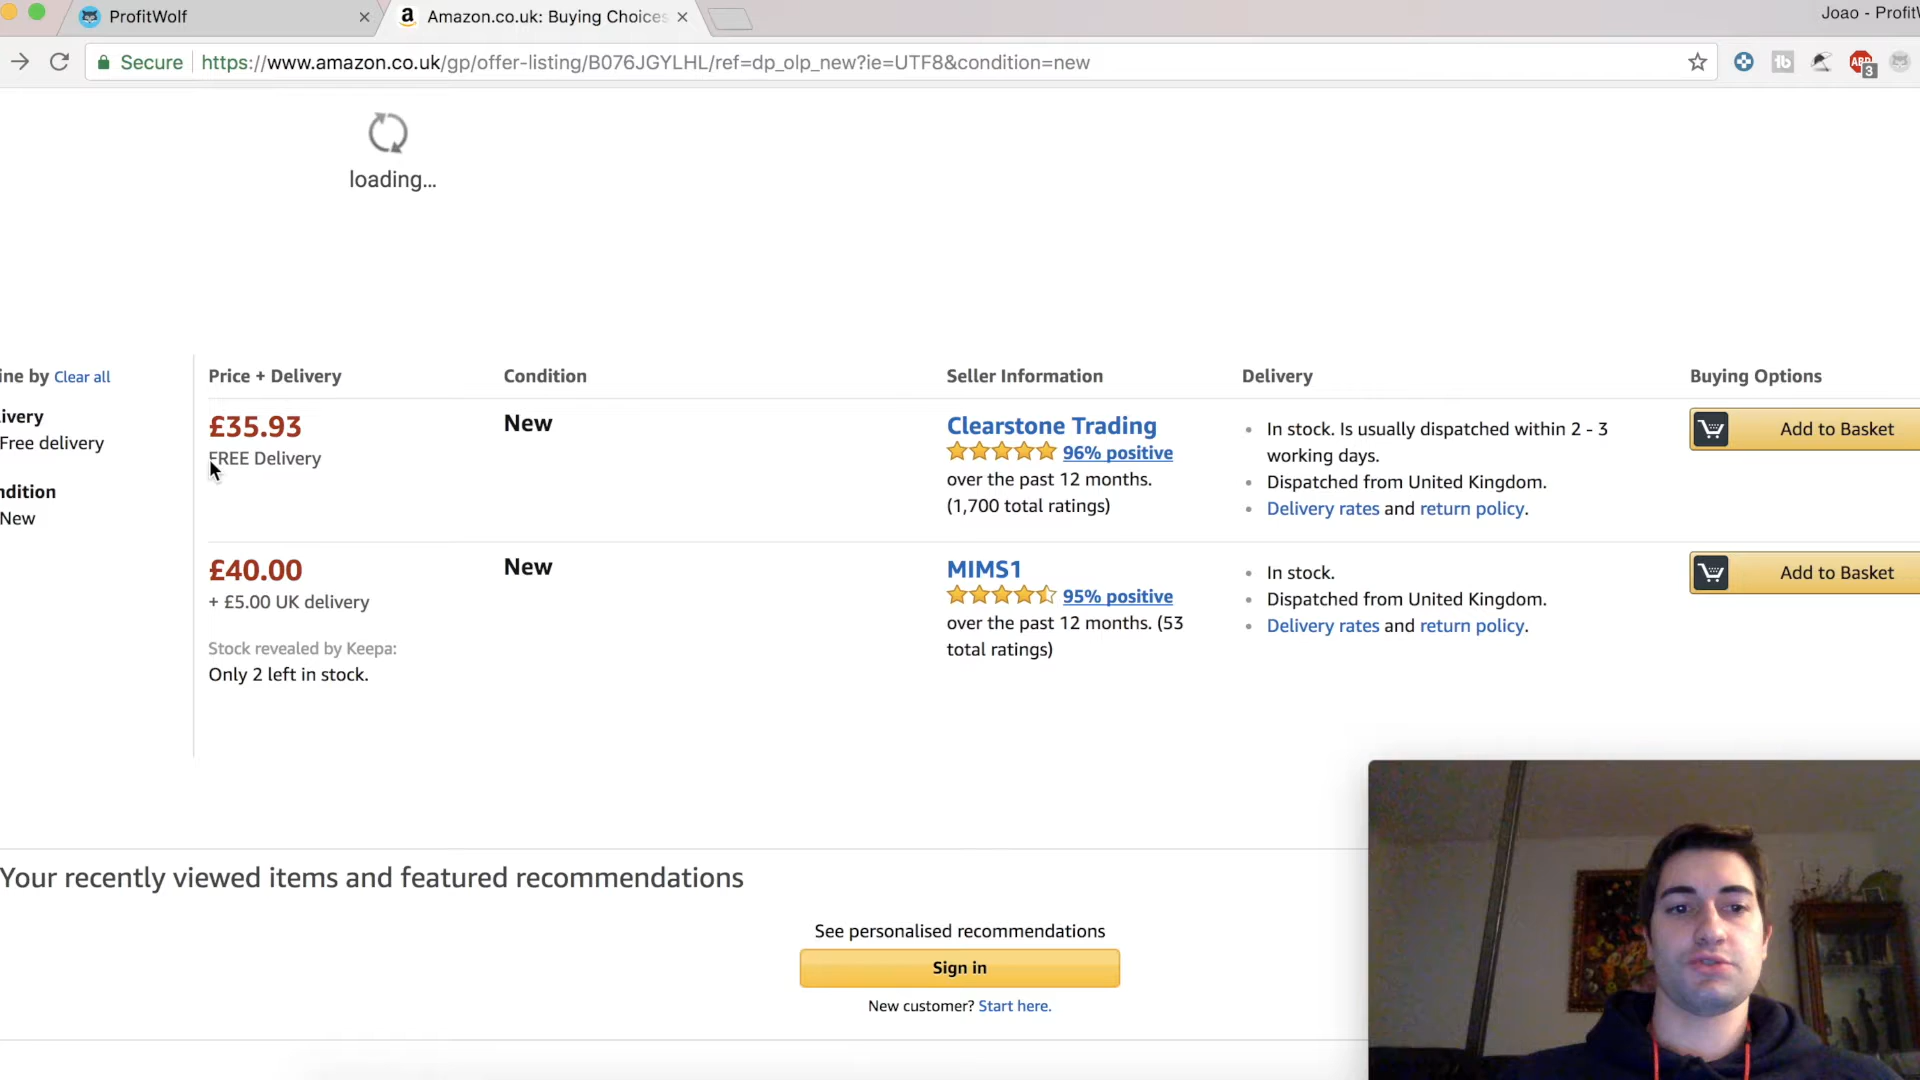 ProfitWolf
Amazon.co.uk: Buying Choices
Joao - Profit
Secure
https://www.amazon.co.uk/gp/offer-listing/B076JGYLHL/ref=dp_olp_new?ie=UTF8&condition=new
ABP
3
loading...
ine by Clear all
ivery
Free delivery
ndition
New
Price + Delivery
Condition
Seller Information
Delivery
Buying Options
£35.93
FREE Delivery
New
Clearstone Trading
96% positive
over the past 12 months.
(1,700 total ratings)
In stock. Is usually dispatched within 2 - 3
working days.
Dispatched from United Kingdom.
Delivery rates and return policy.
Add to Basket
£40.00
+ £5.00 UK delivery
Stock revealed by Keepa:
Only 2 left in stock.
New
MIMS1
95% positive
over the past 12 months. (53
total ratings)
In stock.
Dispatched from United Kingdom.
Delivery rates and return policy.
Add to Basket
Your recently viewed items and featured recommendations
See personalised recommendations
Sign in
New customer? Start here.